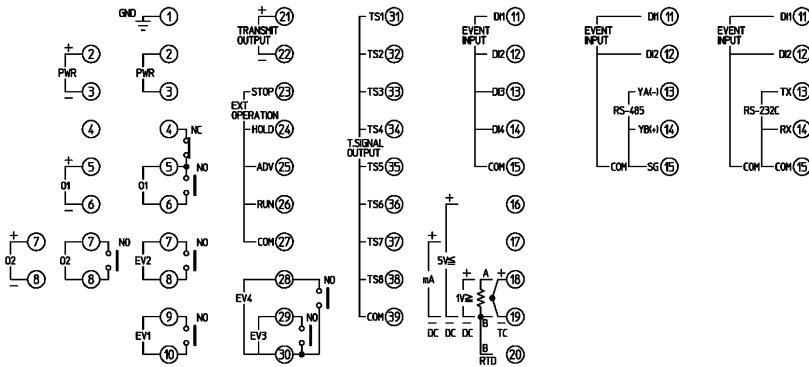 GND 1
+ 2
PWR
− 3
2
3
4
4 NC
+ 5
O1
− 6
5 NO
O1
6
+ 7
O2
− 8
7 NO
O2
8
7 NO
EV2
8
9 NO
EV1
10
+ 21
TRANSMIT
OUTPUT
− 22
STOP 23
EXT
OPERATION
HOLD 24
ADV 25
RUN 26
COM 27
28 NO
EV4
29 NO
EV3
30
TS1 31
TS2 32
TS3 33
TS4 34
T.SIGNAL
OUTPUT
TS5 35
TS6 36
TS7 37
TS8 38
COM 39
DI1 11
EVENT
INPUT
DI2 12
DI3 13
DI4 14
COM 15
DI1 11
EVENT
INPUT
DI2 12
YA(-) 13
RS-485
YB(+) 14
COM SG 15
DI1 11
EVENT
INPUT
DI2 12
TX 13
RS-232C
RX 14
COM COM 15
+ 16
+ 17
5V≦
mA
+ A + 18
1V≧
− − − B − 19
DC DC DC TC
B 20
RTD